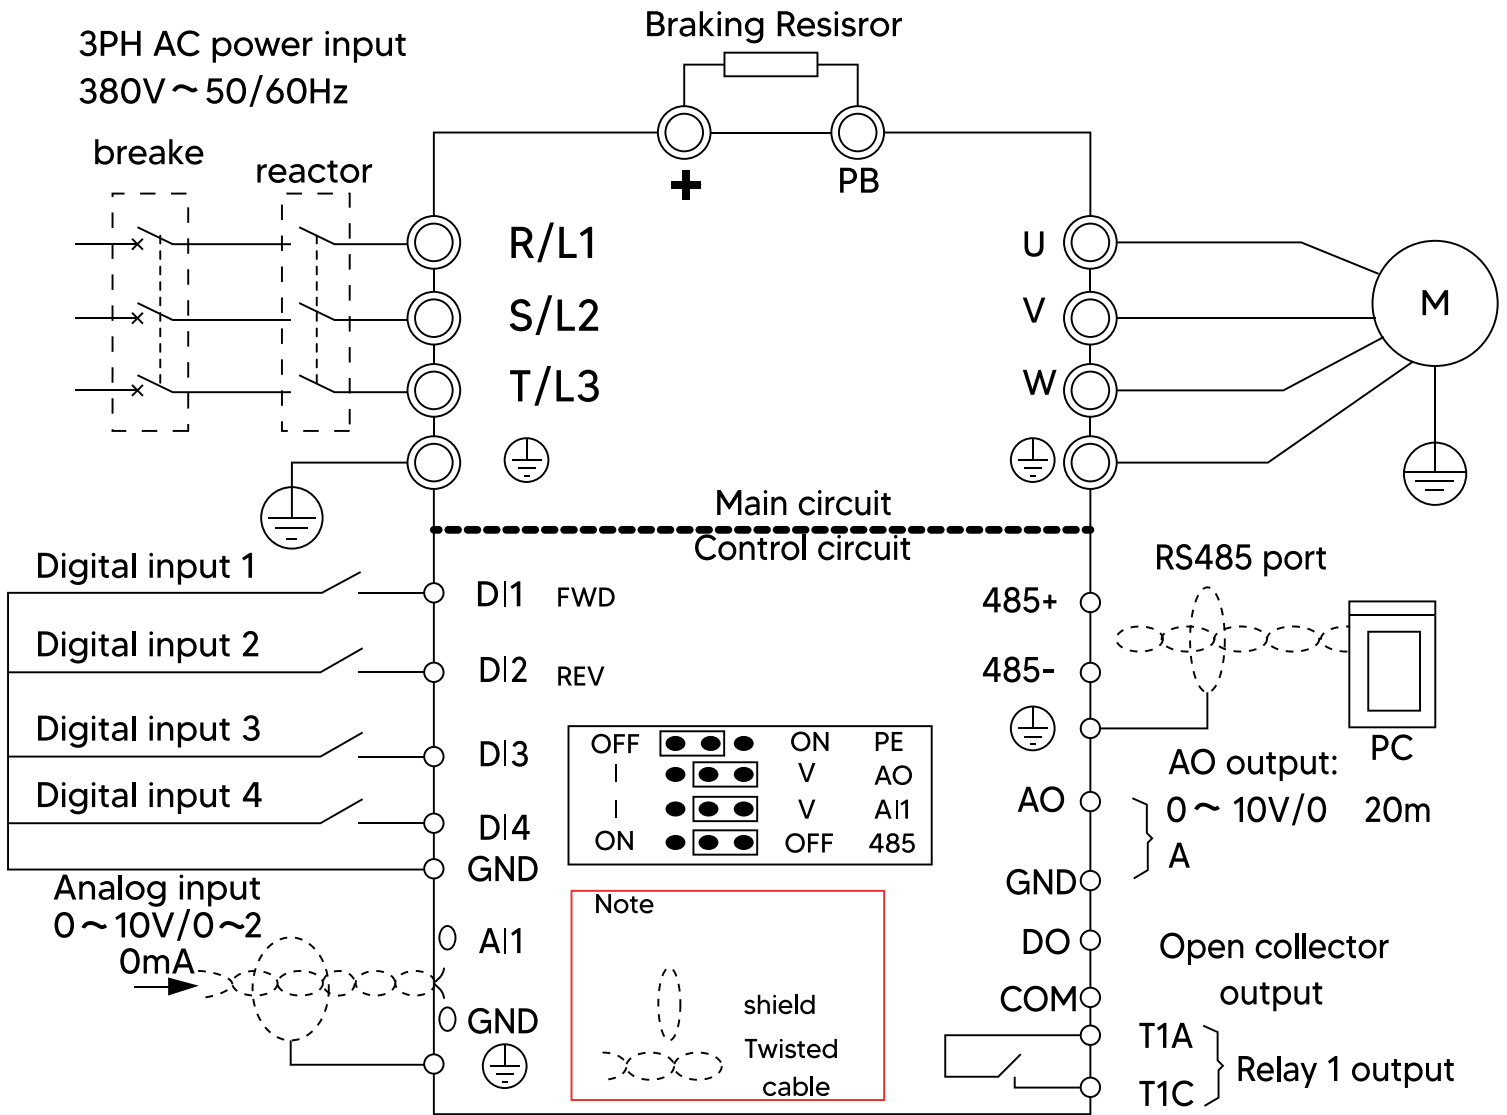 Braking Resisror
3PH AC power input
380V ~ 50/60Hz
breake
reactor
+
PB
R/L1
S/L2
T/L3
U
V
W
M
Main circuit
Control circuit
Digital input 1
Digital input 2
Digital input 3
Digital input 4
DI1 FWD
DI2 REV
DI3
DI4
GND
Analog input
0 ~ 10V/0 ~2
0mA
AI1
GND
OFF ON PE
I V AO
I V AI1
ON OFF 485
Note
shield
Twisted
cable
485+
485-
RS485 port
PC
AO
GND
AO output:
0 ~ 10V/0 20m
A
DO
COM
Open collector
output
T1A
T1C
Relay 1 output